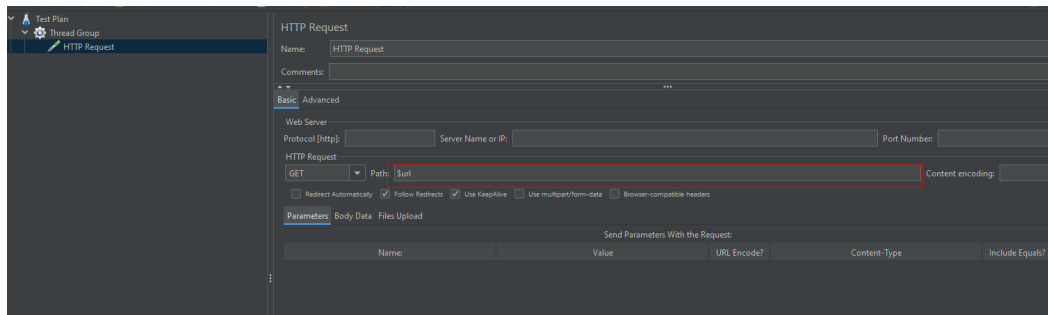 Test Plan
Thread Group
HTTP Request
HTTP Request
Name: HTTP Request
Comments:
Basic Advanced
Web Server
Protocol [http]: Server Name or IP: Port Number:
HTTP Request
GET Path: $url Content encoding:
Redirect Automatically Follow Redirects Use KeepAlive Use multipart/form-data Browser-compatible headers
Parameters Body Data Files Upload
Send Parameters With the Request:
Name: Value URL Encode? Content-Type Include Equals?